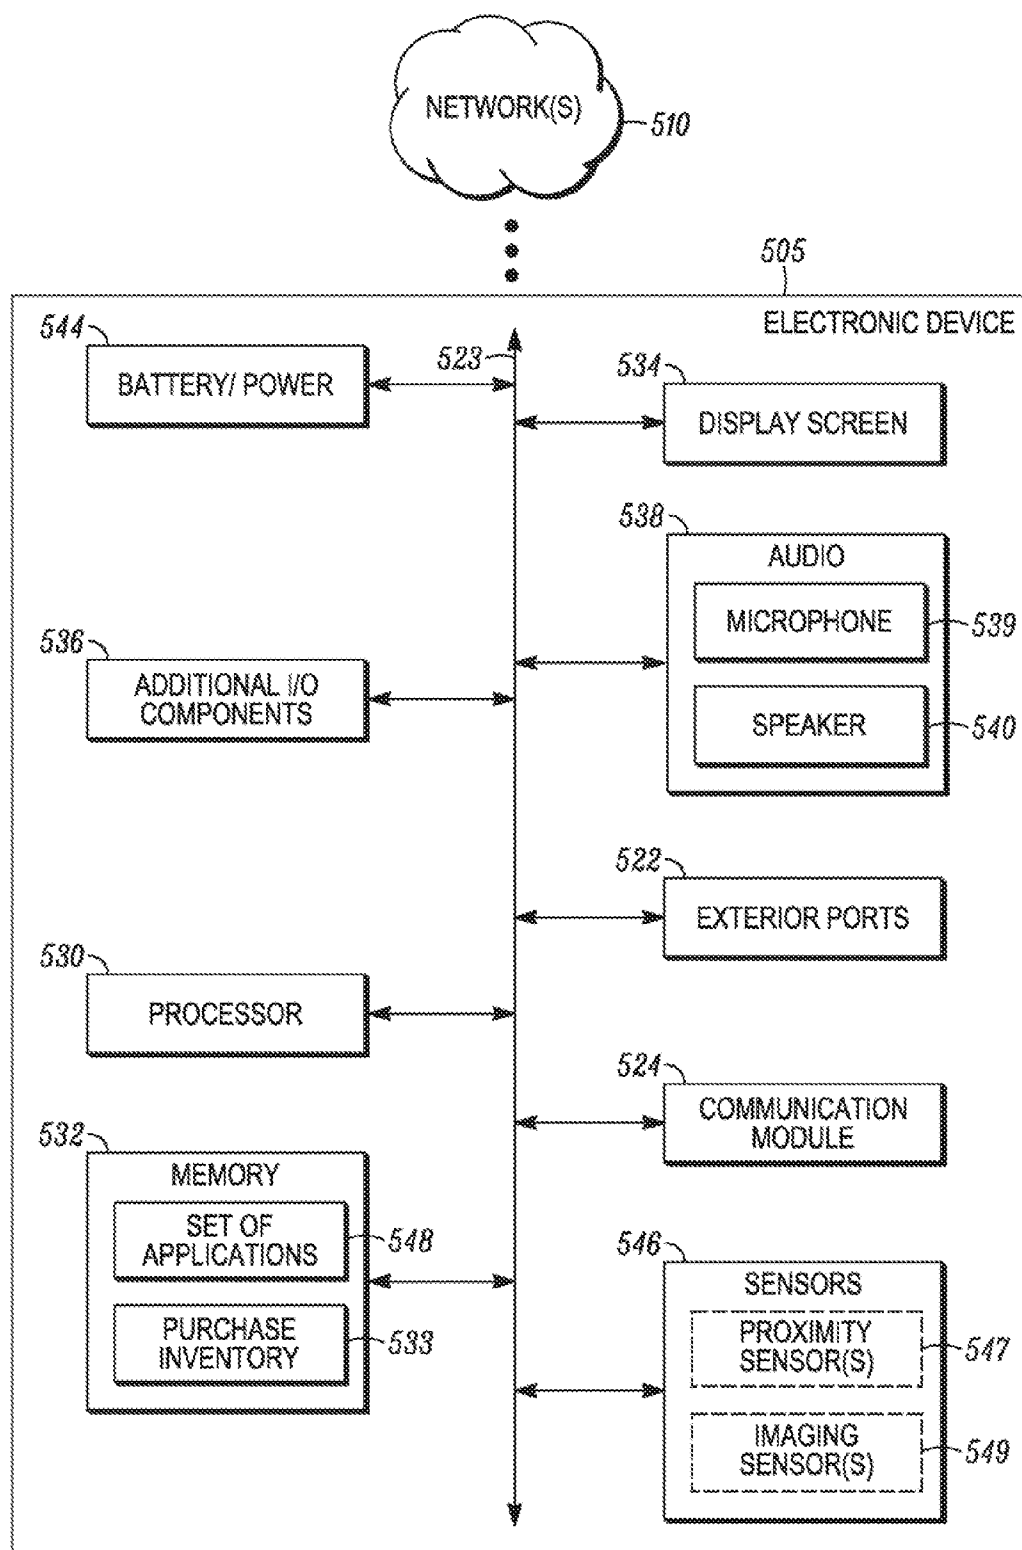 NETWORK(S)
510
505
ELECTRONIC DEVICE
544
BATTERY/ POWER
523
534
DISPLAY SCREEN
538
AUDIO
MICROPHONE
539
SPEAKER
540
536
ADDITIONAL I/O
COMPONENTS
522
EXTERIOR PORTS
530
PROCESSOR
524
COMMUNICATION
MODULE
532
MEMORY
SET OF
APPLICATIONS
548
PURCHASE
INVENTORY
533
546
SENSORS
PROXIMITY
SENSOR(S)
547
IMAGING
SENSOR(S)
549